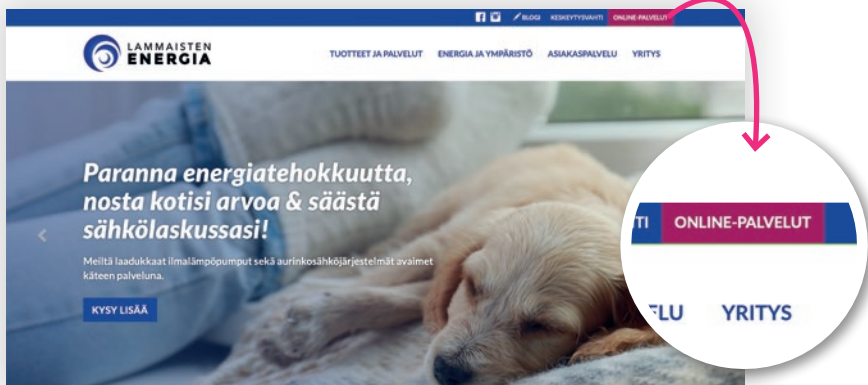 BLOGI KESKEYTYSVAHTI ONLINE-PALVELUT
LAMMAISTEN
ENERGIA
TUOTTEET JA PALVELUT ENERGIA JA YMPÄRISTÖ ASIAKASPALVELU YRITYS
Paranna energiatehokkuutta,
nosta kotisi arvoa & säästä
sähkölaskussasi!
Meiltä laadukkaat ilmalämpöpumput sekä aurinkosähköjärjestelmät avaimet
käteen palveluna.
KYSY LISÄÄ
TI ONLINE-PALVELUT
ELU YRITYS